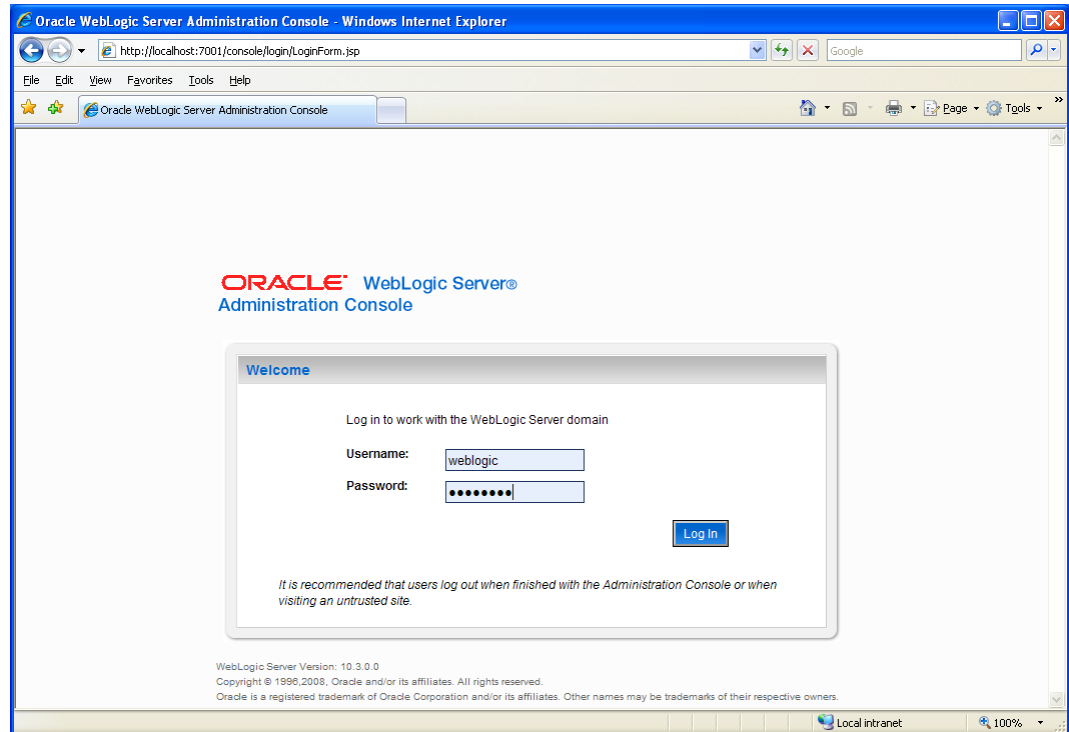 Oracle WebLogic Server Administration Console - Windows Internet Explorer
http://localhost:7001/console/login/LoginForm.jsp
Google
File Edit View Favorites Tools Help
Oracle WebLogic Server Administration Console
Page Tools »
ORACLE WebLogic Server®
Administration Console
Welcome
Log in to work with the WebLogic Server domain
Username: weblogic
Password: ●●●●●●●●
Log In
It is recommended that users log out when finished with the Administration Console or when
visiting an untrusted site.
WebLogic Server Version: 10.3.0.0
Copyright © 1996,2008, Oracle and/or its affiliates. All rights reserved.
Oracle is a registered trademark of Oracle Corporation and/or its affiliates. Other names may be trademarks of their respective owners.
Local intranet 100%